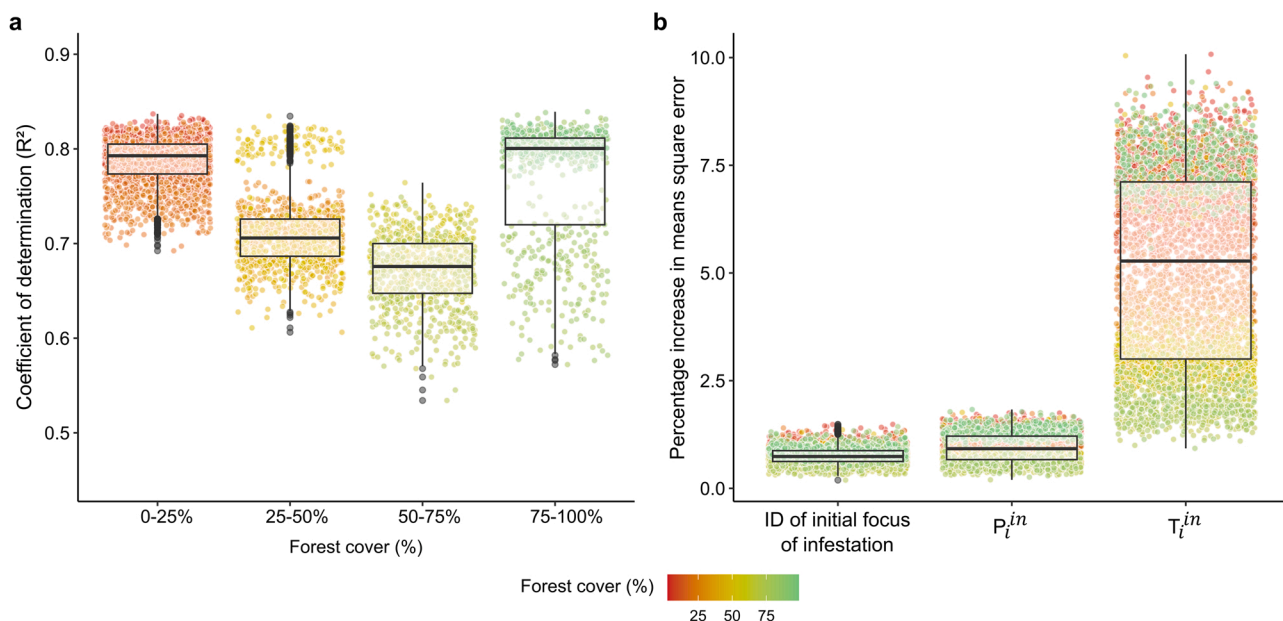 a
Coefficient of determination (R²)
0.9
0.8
0.7
0.6
0.5
0-25%
25-50%
50-75%
75-100%
Forest cover (%)
b
Percentage increase in means square error
10.0
7.5
5.0
2.5
0.0
ID of initial focus
of infestation
P_i^in
T_i^in
Forest cover (%)
25
50
75